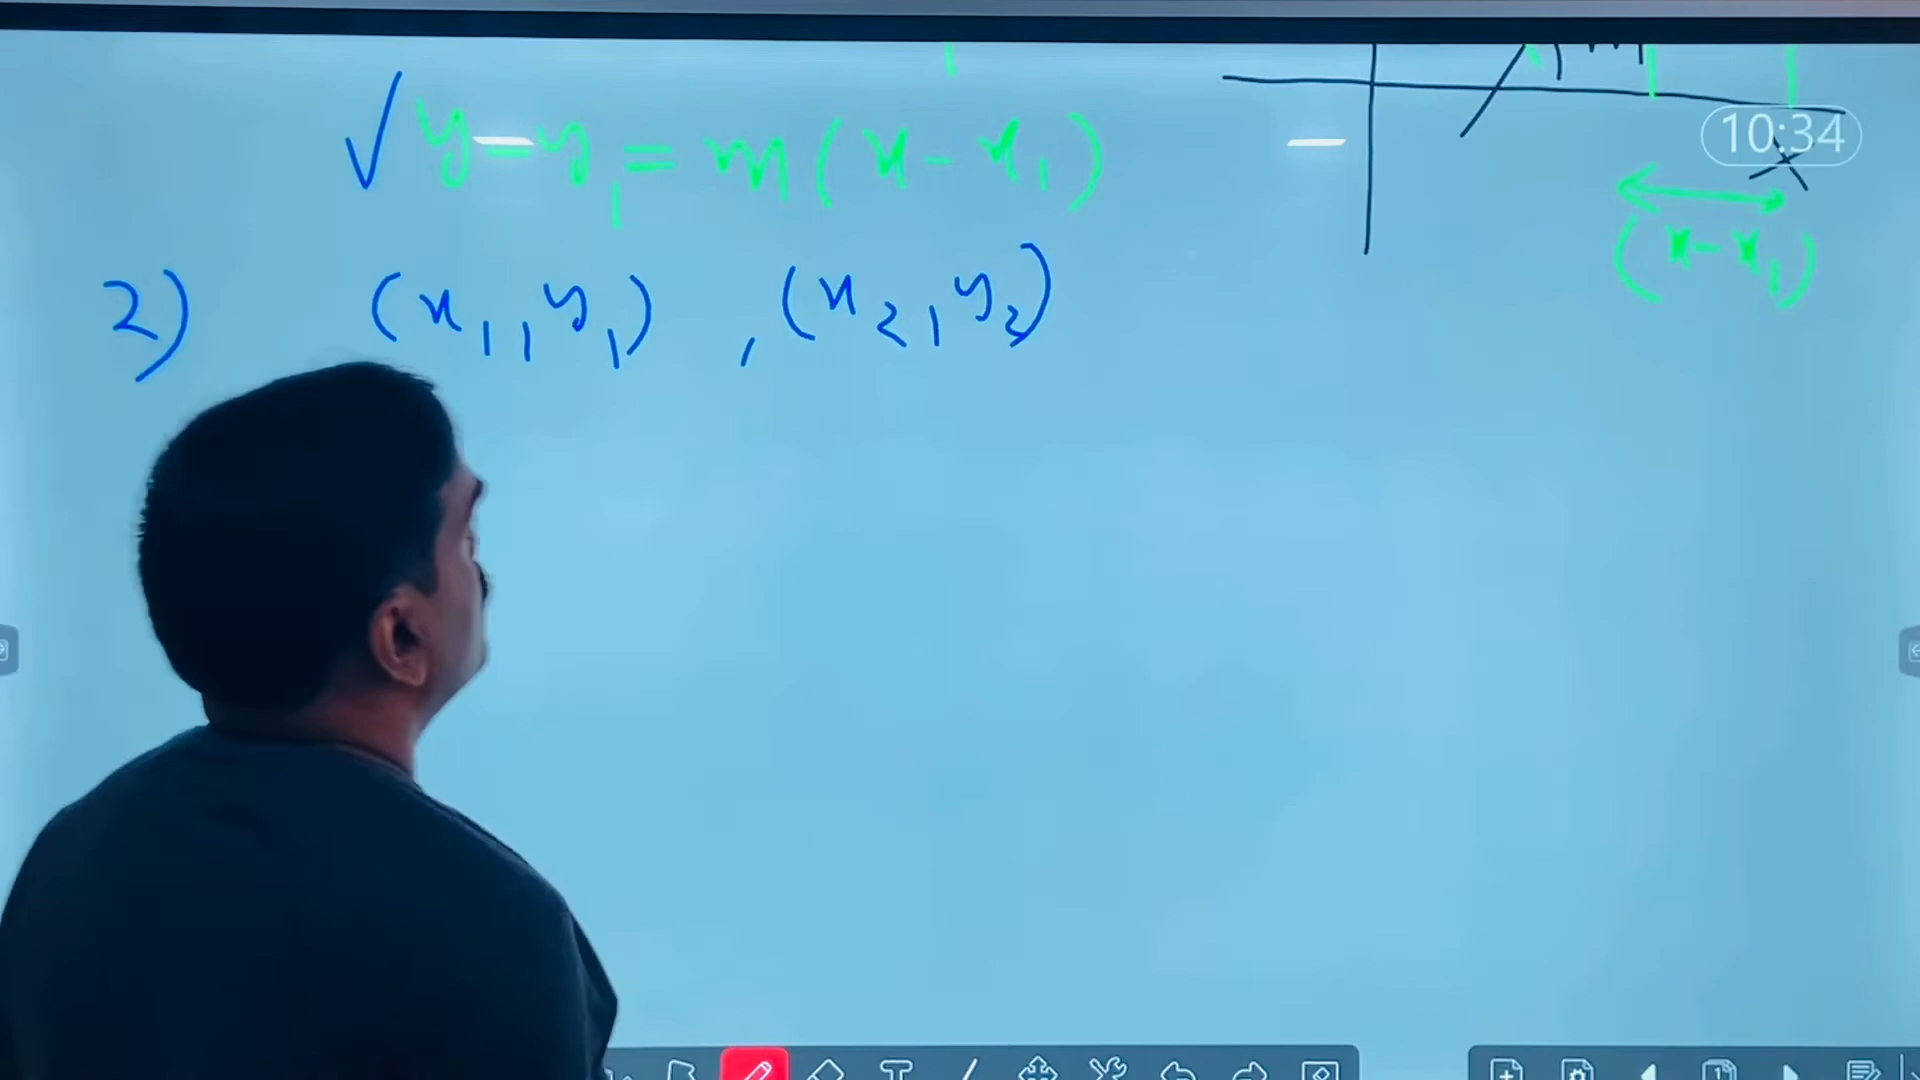 √ y - y₁ = m(x - x₁)
10:34
(x - x₁)
2) (x₁, y₁), (x₂, y₂)